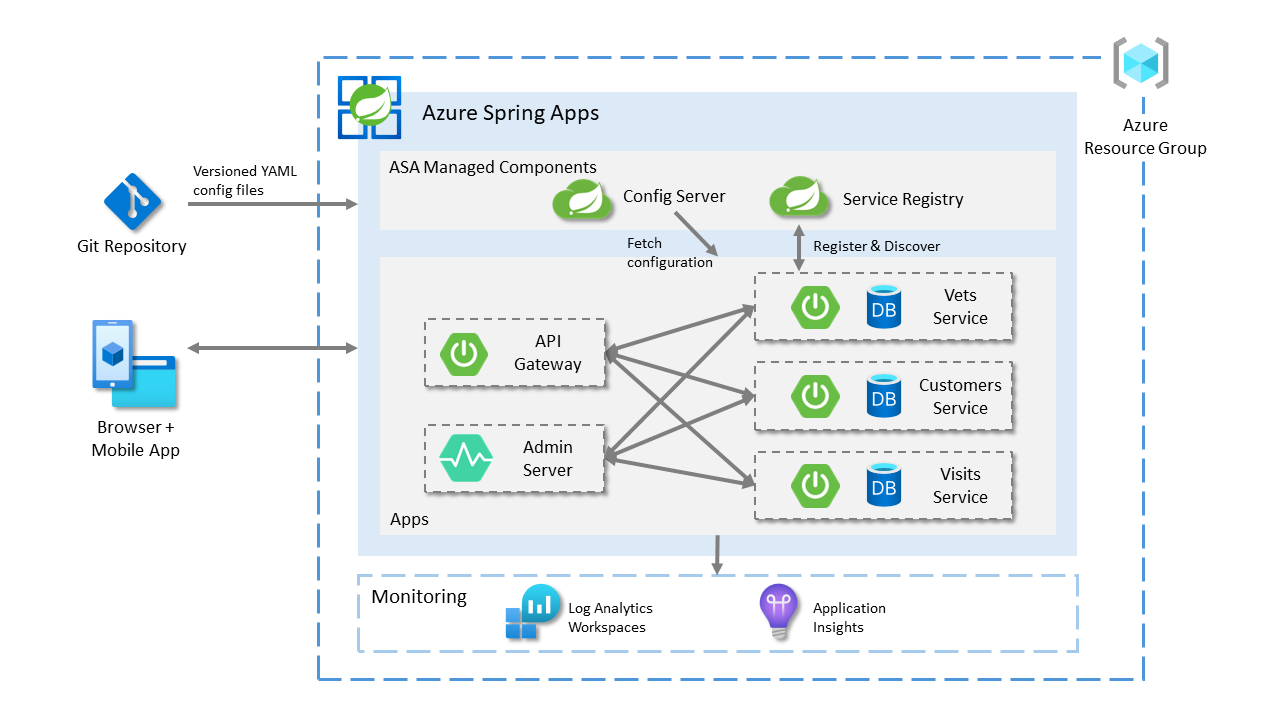 Azure Spring Apps
Azure
Resource Group
ASA Managed Components
Versioned YAML
config files
Config Server
Service Registry
Git Repository
Fetch
configuration
Register & Discover
Vets
Service
DB
API
Gateway
Customers
Service
DB
Browser +
Mobile App
Admin
Server
Visits
Service
DB
Apps
Monitoring
Log Analytics
Workspaces
Application
Insights